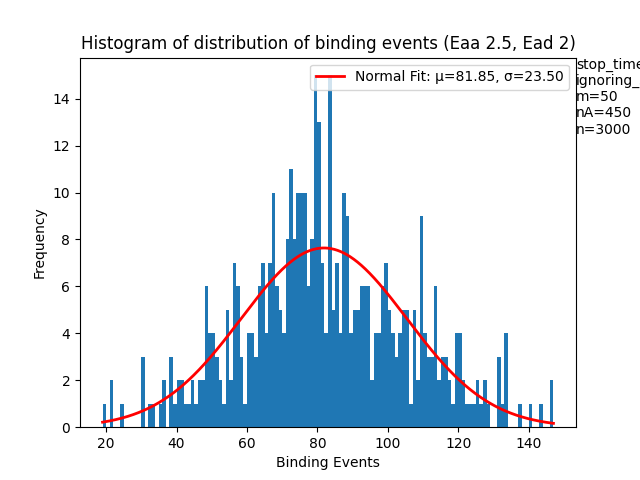 Histogram of distribution of binding events (Eaa 2.5, Ead 2)
Normal Fit: μ=81.85, σ=23.50
stop_time
ignoring_
m=50
nA=450
n=3000
Frequency
14
12
10
8
6
4
2
0
20 40 60 80 100 120 140
Binding Events